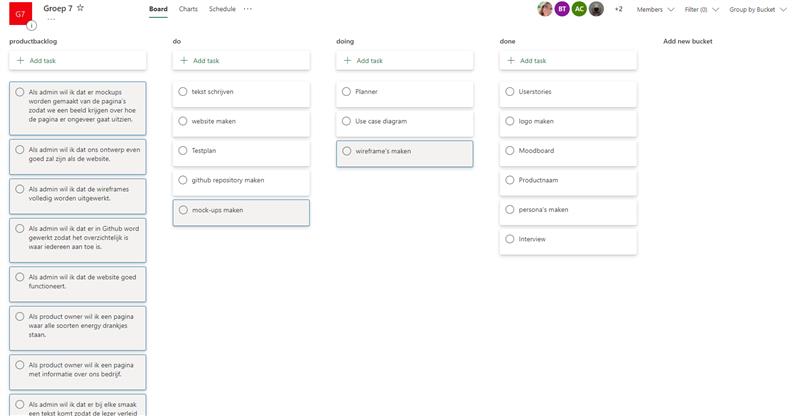 G7
Groep 7
Board
Charts
Schedule
BT
AC
+2
Members
Filter (0)
Group by Bucket
productbacklog
Add task
Als admin wil ik dat er mockups
worden gemaakt van de pagina's
zodat we een beeld krijgen over hoe
de pagina er ongeveer gaat uitzien.
Als admin wil ik dat ons ontwerp even
goed zal zijn als de website.
Als admin wil ik dat de wireframes
volledig worden uitgewerkt.
Als admin wil ik dat er in Github word
gewerkt zodat het overzichtelijk is
waar iedereen aan toe is.
Als admin wil ik dat de website goed
functioneert.
Als product owner wil ik een pagina
waar alle soorten energy drankjes
staan.
Als product owner wil ik een pagina
met informatie over ons bedrijf.
Als admin wil ik dat er bij elke smaak
een tekst komt zodat de lezer verleid
do
Add task
tekst schrijven
website maken
Testplan
github repository maken
mock-ups maken
doing
Add task
Planner
Use case diagram
wireframe's maken
done
Add task
Userstories
logo maken
Moodboard
Productnaam
persona's maken
Interview
Add new bucket